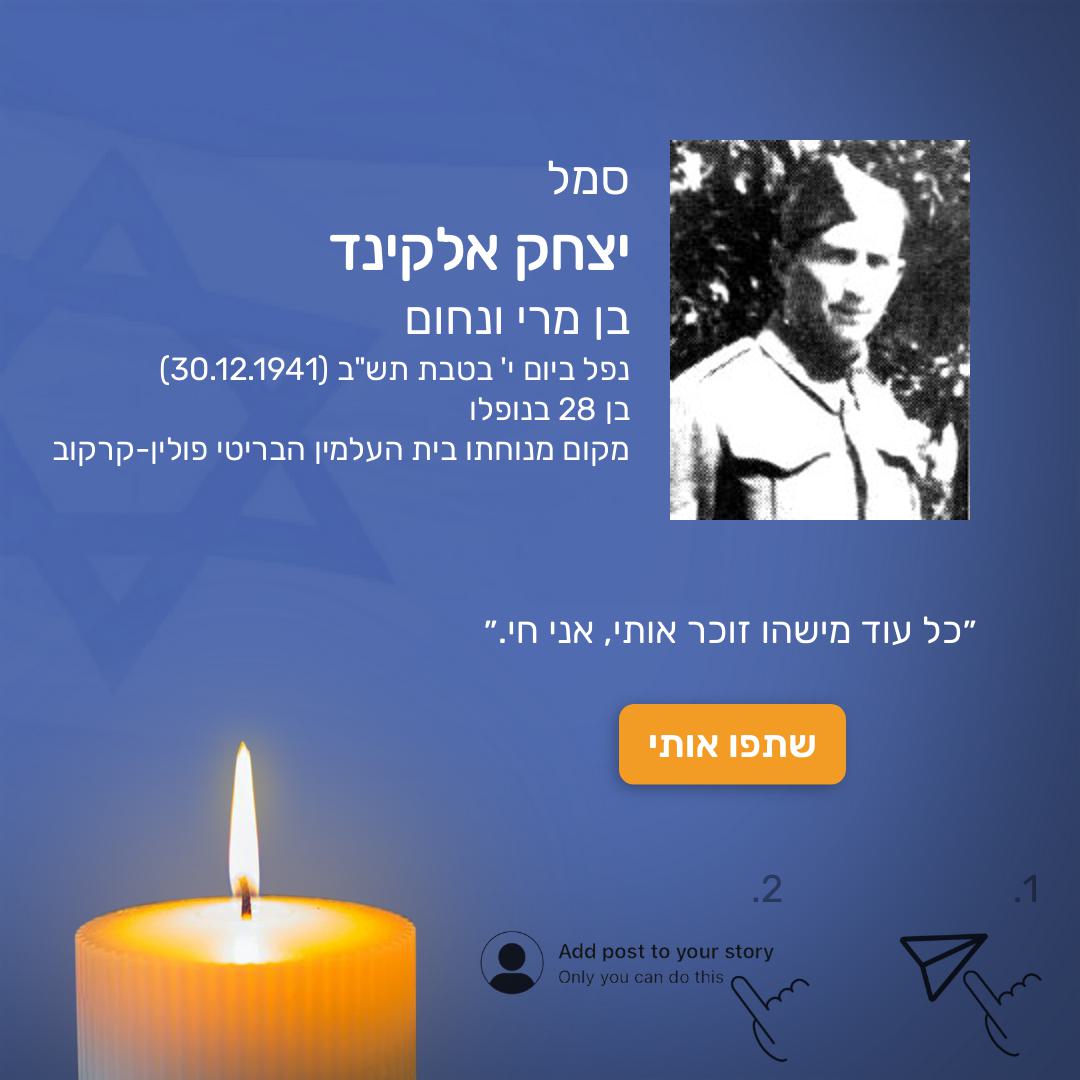 סמל
יצחק אלקינד
בן מרי ונחום
נפל ביום י' בטבת תש"ב (30.12.1941)
בן 28 בנופלו
מקום מנוחתו בית העלמין הבריטי פולין-קרקוב
״כל עוד מישהו זוכר אותי, אני חי.״
שתפו אותי
1.
2.
Add post to your story
Only you can do this